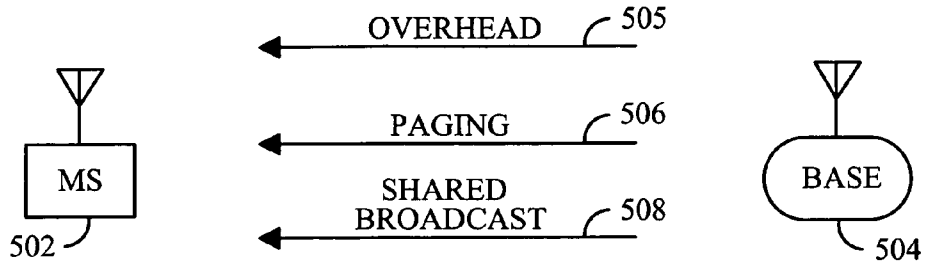 OVERHEAD
505
PAGING
506
MS
SHARED
BROADCAST
508
BASE
502
504